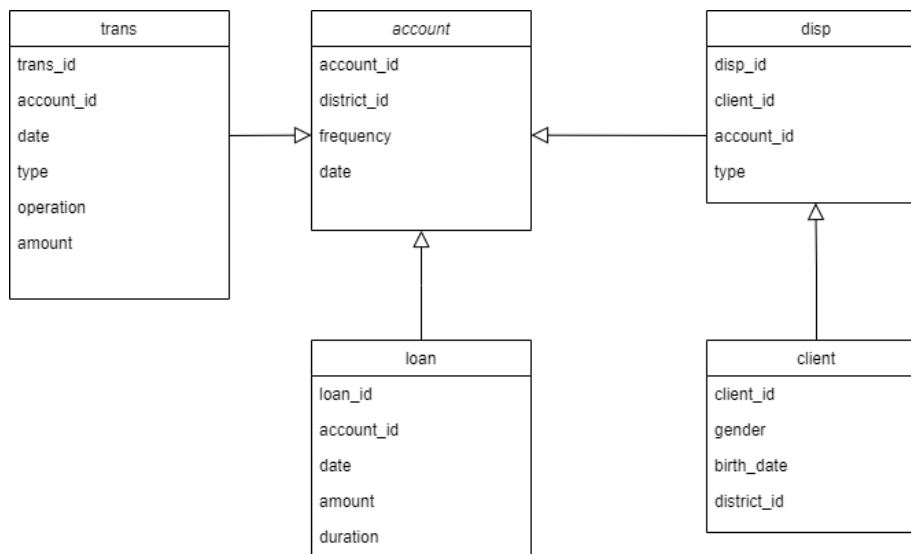 trans
trans_id
account_id
date
type
operation
amount
account
account_id
district_id
frequency
date
disp
disp_id
client_id
account_id
type
loan
loan_id
account_id
date
amount
duration
client
client_id
gender
birth_date
district_id